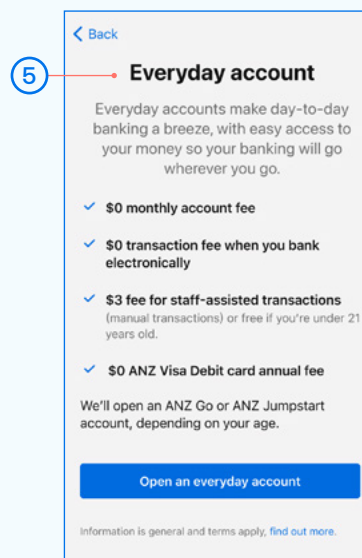 Back
5
Everyday account
Everyday accounts make day-to-day
banking a breeze, with easy access to
your money so your banking will go
wherever you go.
$0 monthly account fee
$0 transaction fee when you bank
electronically
$3 fee for staff-assisted transactions
(manual transactions) or free if you're under 21
years old.
$0 ANZ Visa Debit card annual fee
We'll open an ANZ Go or ANZ Jumpstart
account, depending on your age.
Open an everyday account
Information is general and terms apply, find out more.